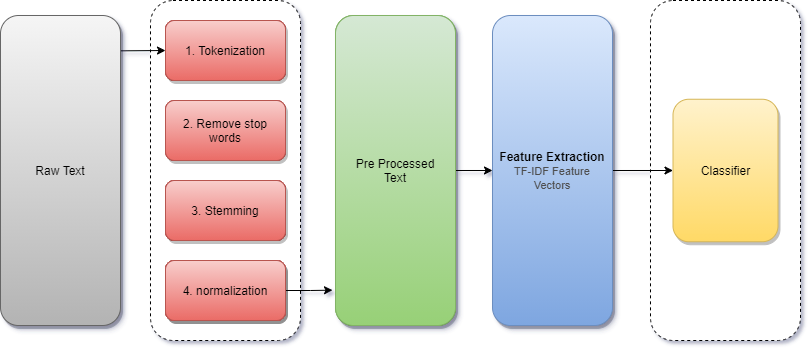 Raw Text
1. Tokenization
2. Remove stop
words
3. Stemming
4. normalization
Pre Processed
Text
Feature Extraction
TF-IDF Feature
Vectors
Classifier